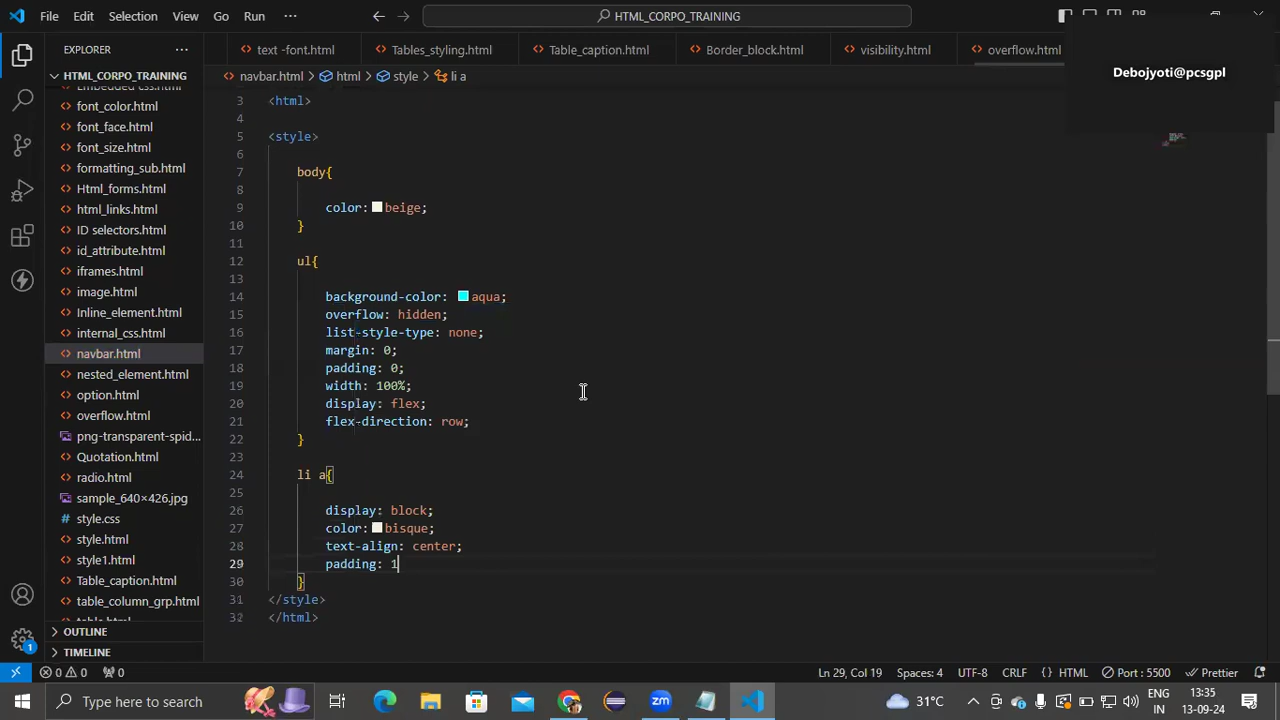 File Edit Selection View Go Run ···
HTML_CORPO_TRAINING
EXPLORER ···
text -font.html Tables_styling.html Table_caption.html Border_block.html visibility.html overflow.html
Debojyoti@pcsgpl
HTML_CORPO_TRAINING
navbar.html > html > style > li a
Embedded css.html
font_color.html
font_face.html
font_size.html
formatting_sub.html
Html_forms.html
html_links.html
ID selectors.html
id_attribute.html
iframes.html
image.html
Inline_element.html
internal_css.html
navbar.html
nested_element.html
option.html
overflow.html
png-transparent-spid...
Quotation.html
radio.html
sample_640×426.jpg
style.css
style.html
style1.html
Table_caption.html
table_column_grp.html
table.html
OUTLINE
TIMELINE
3 <html>
4
5 <style>
6
7 body{
8
9 color: beige;
10 }
11
12 ul{
13
14 background-color: aqua;
15 overflow: hidden;
16 list-style-type: none;
17 margin: 0;
18 padding: 0;
19 width: 100%;
20 display: flex;
21 flex-direction: row;
22 }
23
24 li a{
25
26 display: block;
27 color: bisque;
28 text-align: center;
29 padding: 1
30 }
31 </style>
32 </html>
0 0 0 Ln 29, Col 19 Spaces: 4 UTF-8 CRLF {} HTML Port : 5500 Prettier
1
Type here to search
zm
31°C
ENG
IN
13:35
13-09-24
1